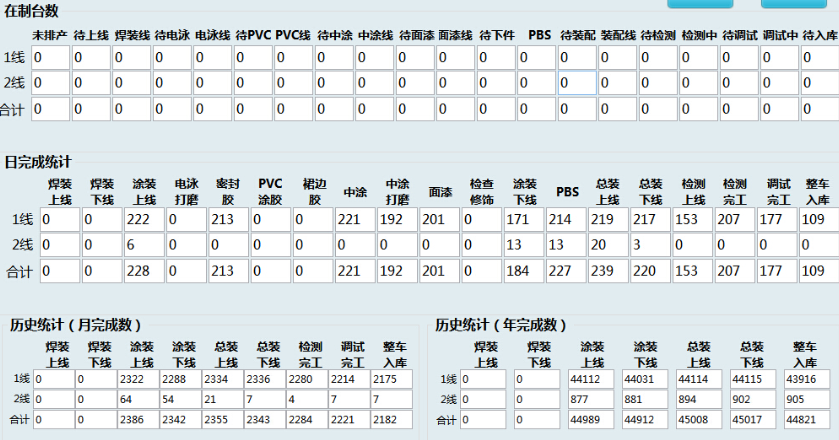 在制台数
未排产 待上线 焊装线 待电泳 电泳线 待PVC PVC线 待中涂 中涂线 待面漆 面漆线 待下件 PBS 待装配 装配线 待检测 检测中 待调试 调试中 待入库
1线 0 0 0 0 0 0 0 0 0 0 0 0 0 0 0 0 0 0 0 0
2线 0 0 0 0 0 0 0 0 0 0 0 0 0 0 0 0 0 0 0 0
合计 0 0 0 0 0 0 0 0 0 0 0 0 0 0 0 0 0 0 0 0
日完成统计
焊装 焊装 涂装 电泳 密封 PVC 裙边 中涂 中涂 面漆 检查 涂装 PBS 总装 总装 检测 检测 调试 整车
上线 下线 上线 打磨 胶 涂胶 胶 打磨 修饰 下线 上线 下线 上线 完工 完工 入库
1线 0 0 222 0 213 0 0 221 192 201 0 171 214 219 217 153 207 177 109
2线 0 0 6 0 0 0 0 0 0 0 0 13 13 20 3 0 0 0 0
合计 0 0 228 0 213 0 0 221 192 201 0 184 227 239 220 153 207 177 109
历史统计（月完成数）
焊装 焊装 涂装 涂装 总装 总装 检测 调试 整车
上线 下线 上线 下线 上线 下线 完工 完工 入库
1线 0 0 2322 2288 2334 2336 2280 2214 2175
2线 0 0 64 54 21 7 4 7 7
合计 0 0 2386 2342 2355 2343 2284 2221 2182
历史统计（年完成数）
焊装 焊装 涂装 涂装 总装 总装 整车
上线 下线 上线 下线 上线 下线 入库
1线 0 0 44112 44031 44114 44115 43916
2线 0 0 877 881 894 902 905
合计 0 0 44989 44912 45008 45017 44821